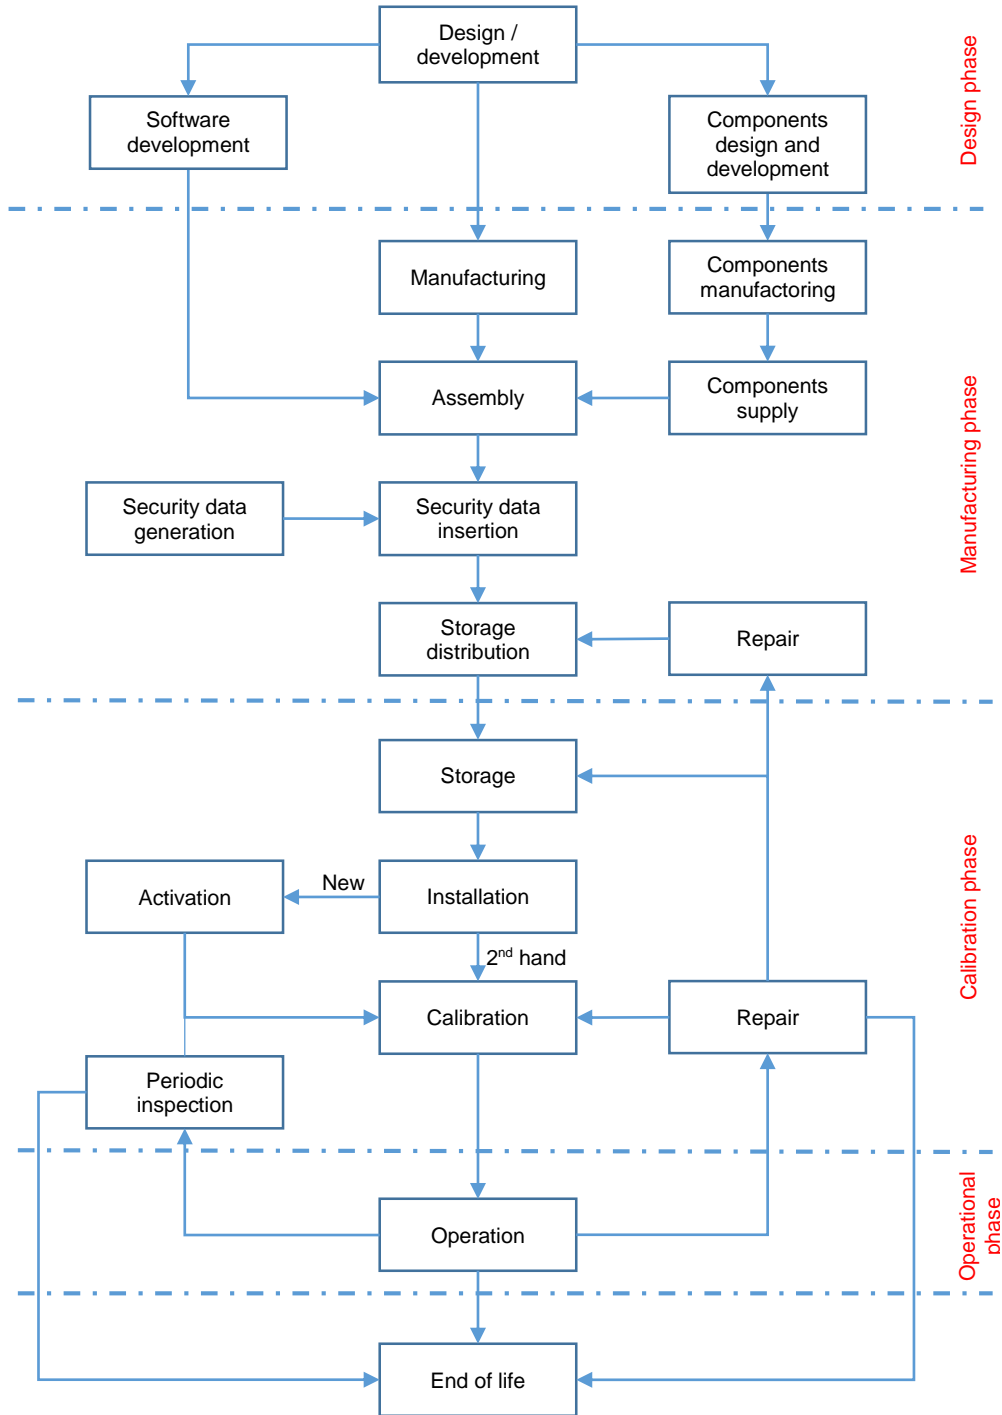 Design /
development
Design phase
Software
development
Components
design and
development
Manufacturing
Components
manufactoring
Assembly
Components
supply
Manufacturing phase
Security data
generation
Security data
insertion
Storage
distribution
Repair
Storage
Activation
New
Installation
Calibration phase
2nd hand
Calibration
Repair
Periodic
inspection
Operation
Operational
phase
End of life